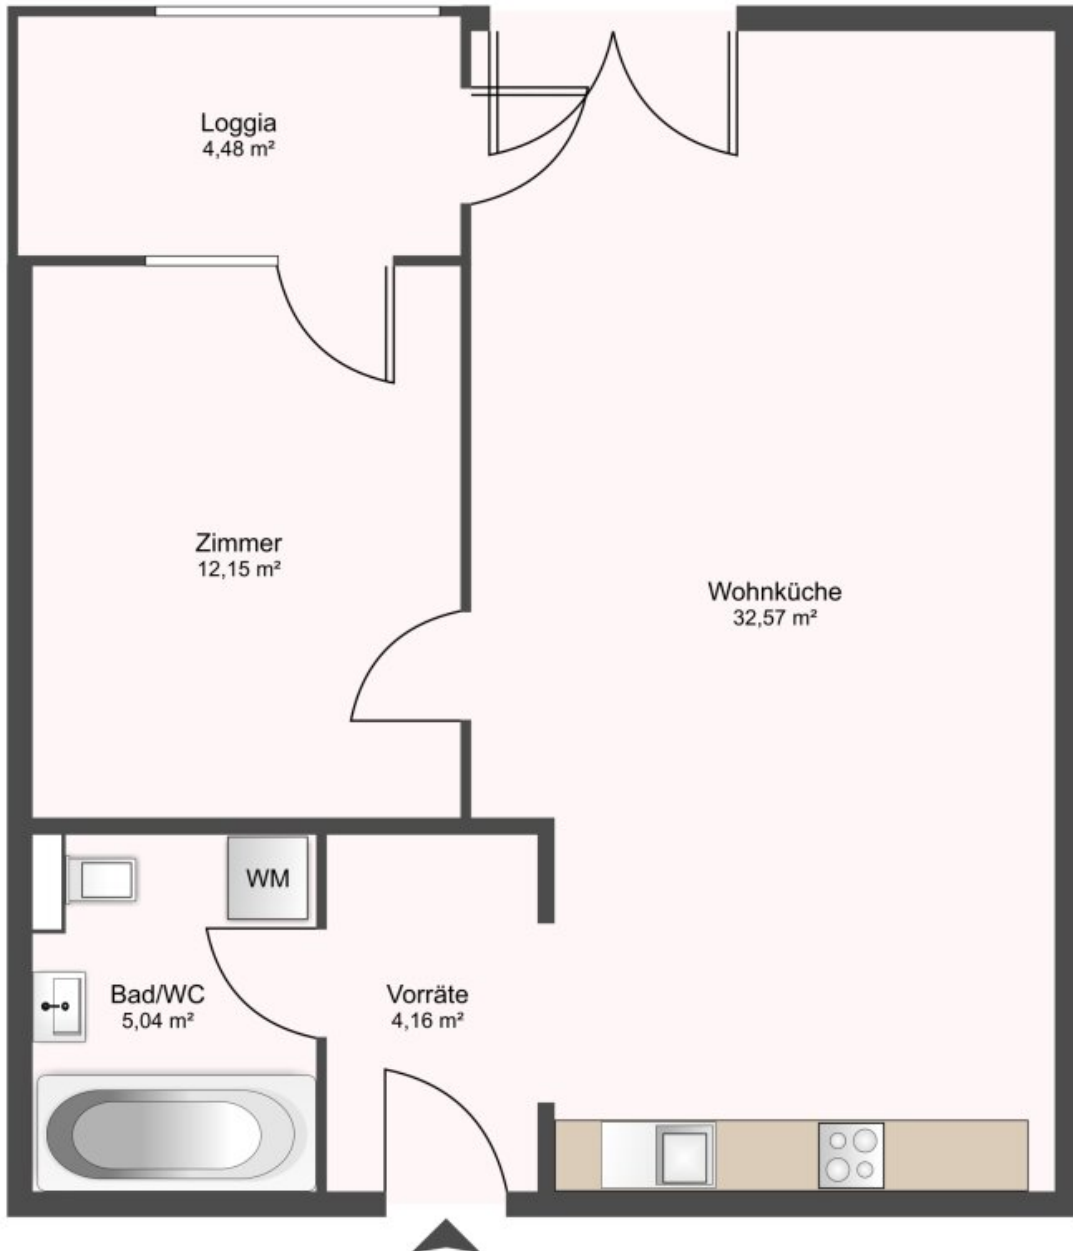 Loggia
4,48 m²
Zimmer
12,15 m²
Wohnküche
32,57 m²
WM
Bad/WC
5,04 m²
Vorräte
4,16 m²